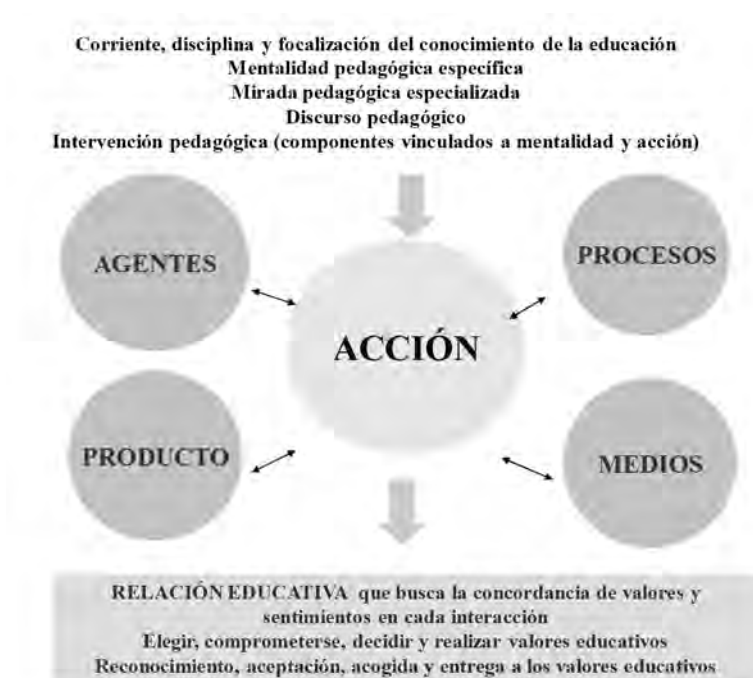 Corriente, disciplina y focalización del conocimiento de la educación
Mentalidad pedagógica específica
Mirada pedagógica especializada
Discurso pedagógico
Intervención pedagógica (componentes vinculados a mentalidad y acción)
AGENTES
PROCESOS
ACCIÓN
PRODUCTO
MEDIOS
RELACIÓN EDUCATIVA que busca la concordancia de valores y
sentimientos en cada interacción
Elegir, comprometerse, decidir y realizar valores educativos
Reconocimiento, aceptación, acogida y entrega a los valores educativos